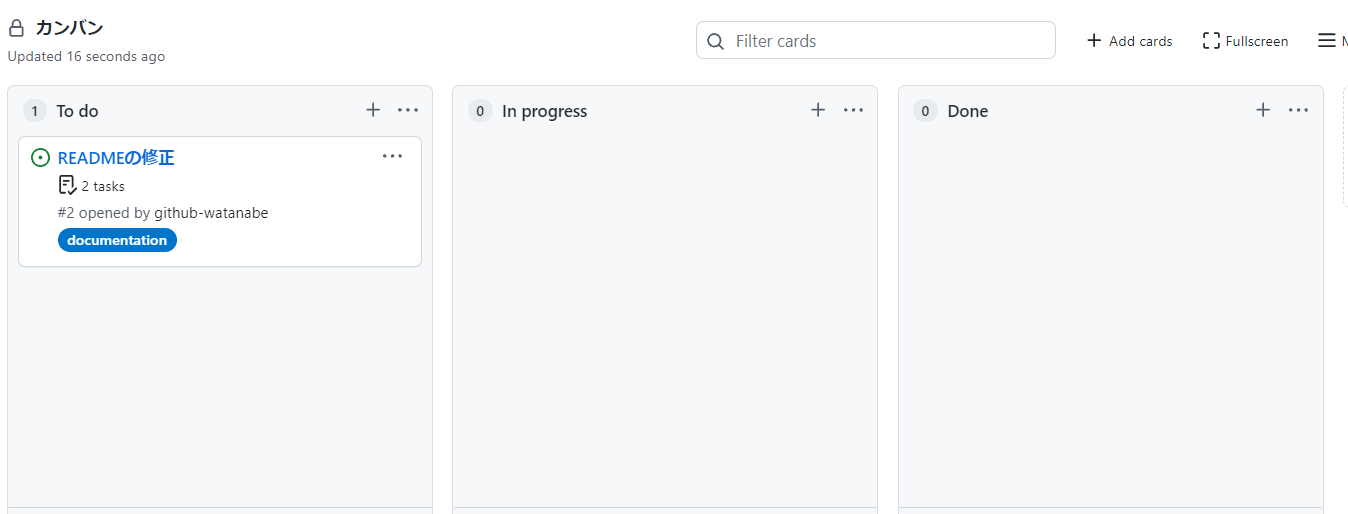 カンバン
Updated 16 seconds ago
Filter cards
Add cards
Fullscreen
1 To do
READMEの修正
2 tasks
#2 opened by github-watanabe
documentation
0 In progress
0 Done